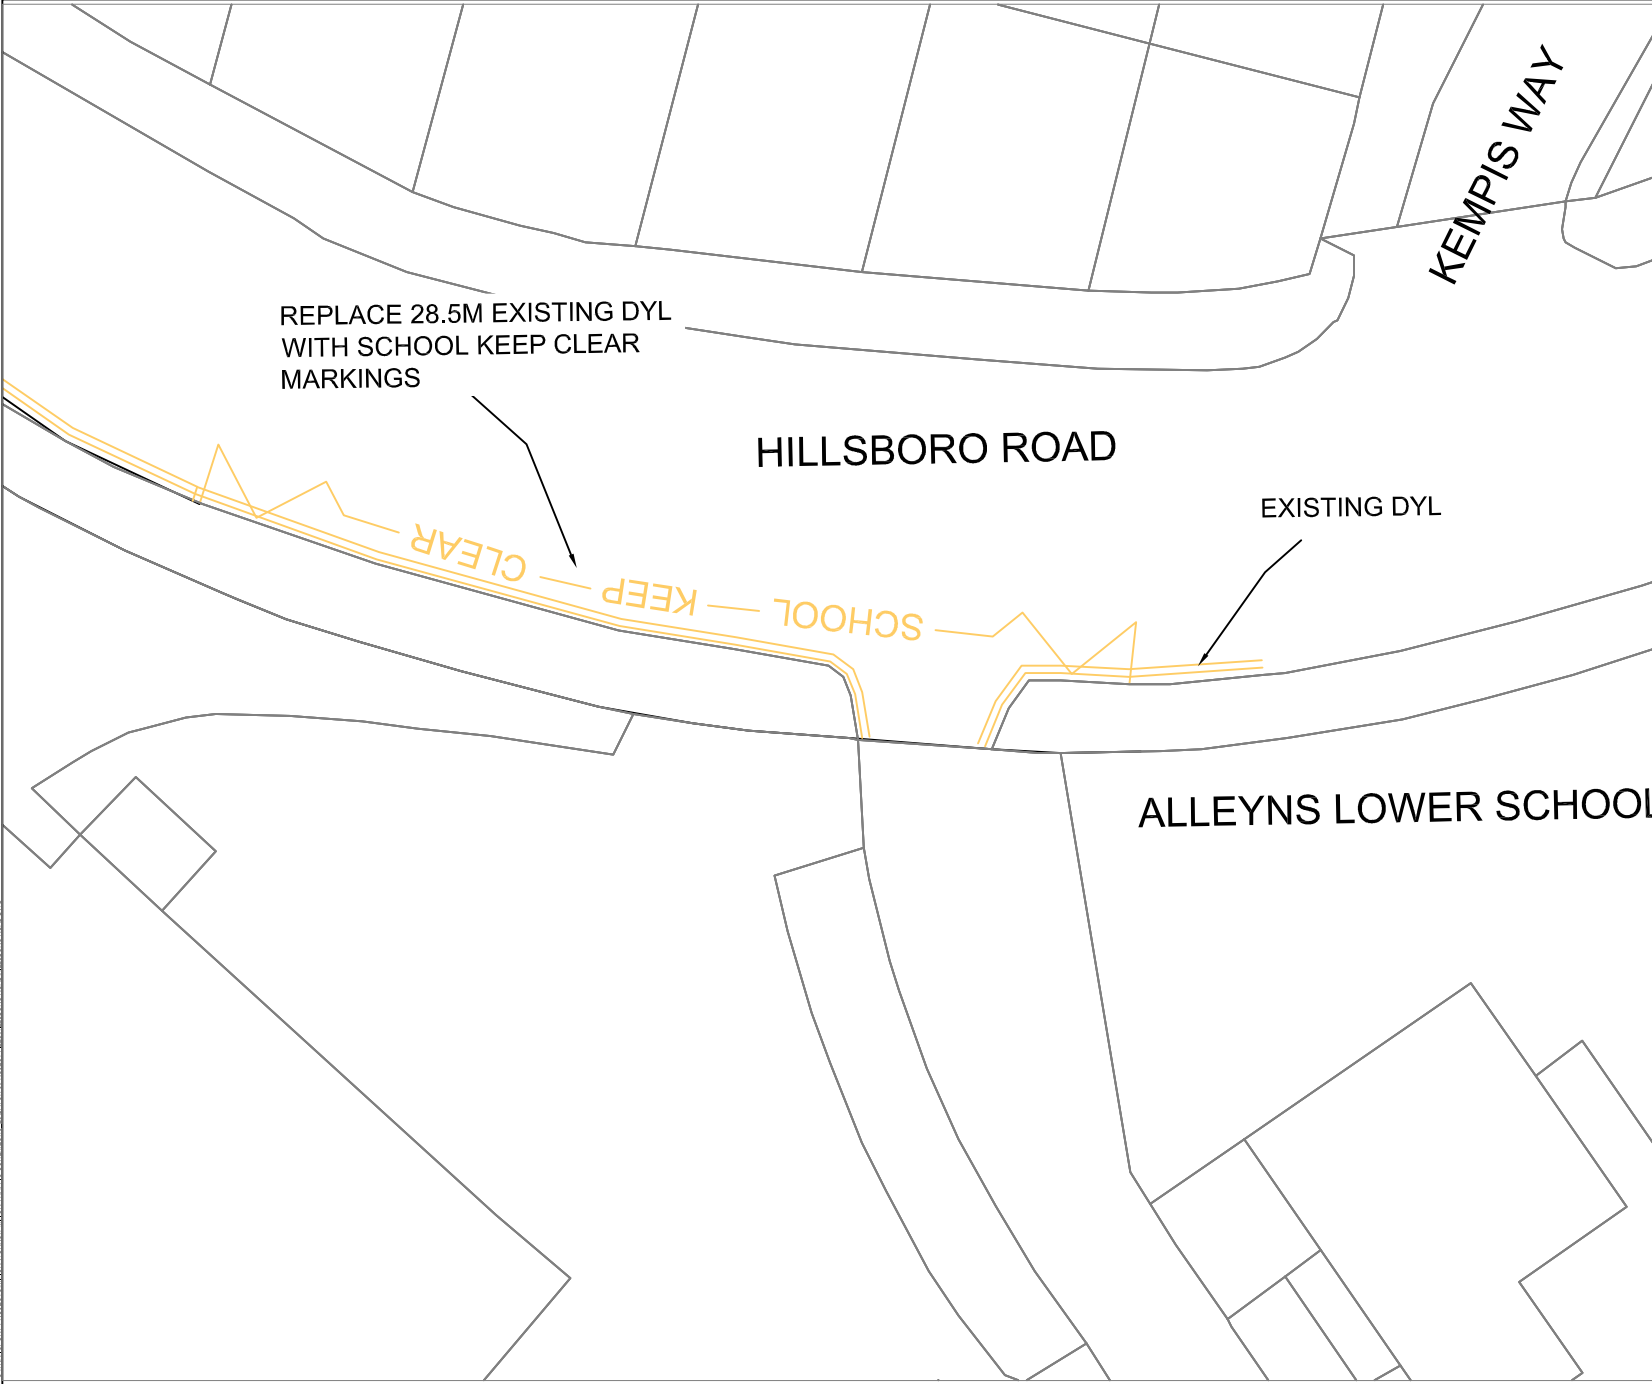 KEMPIS WAY
REPLACE 28.5M EXISTING DYL
WITH SCHOOL KEEP CLEAR
MARKINGS
HILLSBORO ROAD
EXISTING DYL
SCHOOL KEEP CLEAR
ALLEYNS LOWER SCHOOL